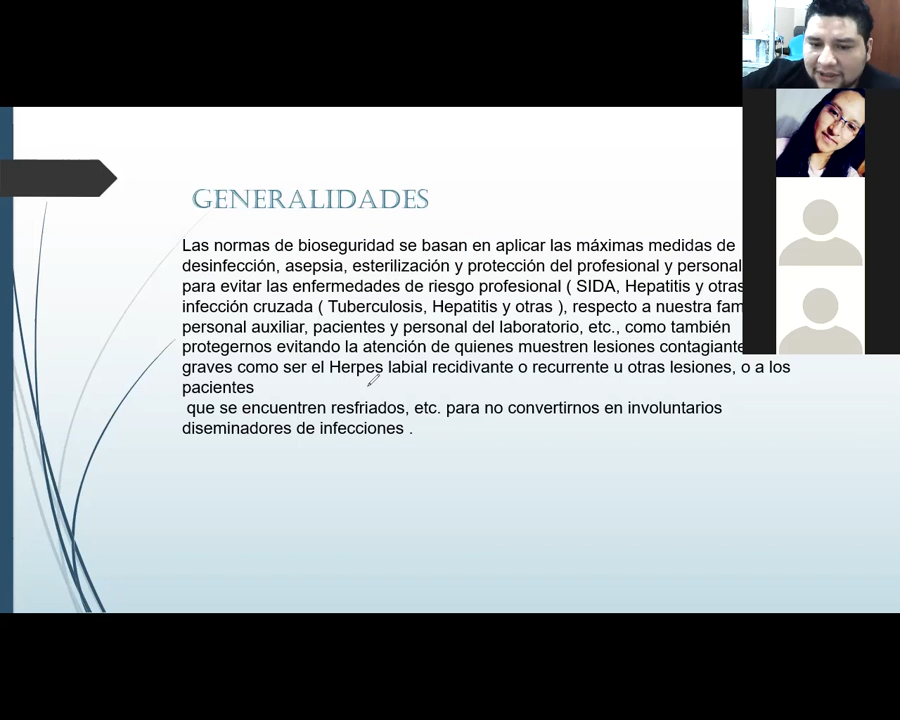 GENERALIDADES
Las normas de bioseguridad se basan en aplicar las máximas medidas de
desinfección, asepsia, esterilización y protección del profesional y personal
para evitar las enfermedades de riesgo profesional ( SIDA, Hepatitis y otras
infección cruzada ( Tuberculosis, Hepatitis y otras ), respecto a nuestra
personal auxiliar, pacientes y personal del laboratorio, etc., como también
protegernos evitando la atención de quienes muestren lesiones
graves como ser el Herpes labial recidivante o recurrente u otras lesiones, o a los
pacientes
que se encuentren resfriados, etc. para no convertirnos en involuntarios
diseminadores de infecciones .